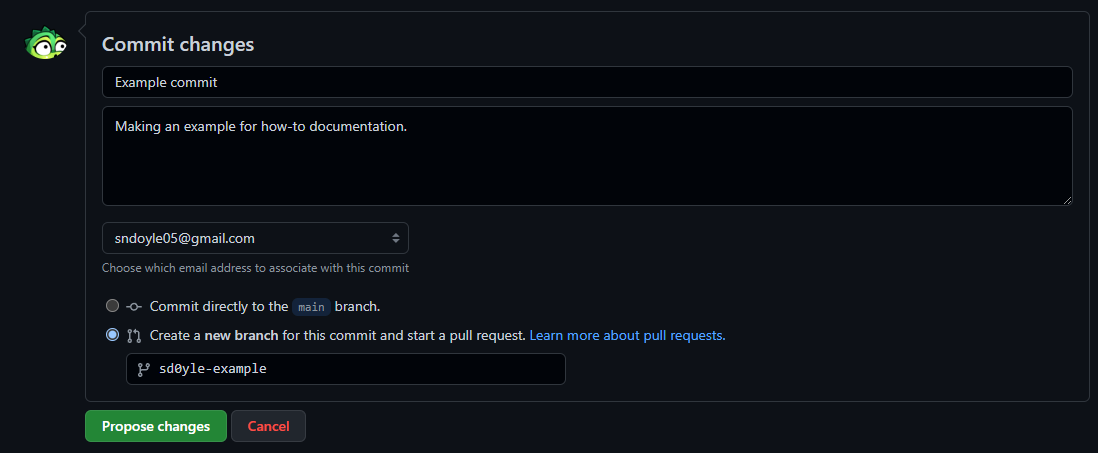 Commit changes
Example commit
Making an example for how-to documentation.
sndoyle05@gmail.com
Choose which email address to associate with this commit
Commit directly to the main branch.
Create a new branch for this commit and start a pull request. Learn more about pull requests.
sd0yle-example
Propose changes Cancel